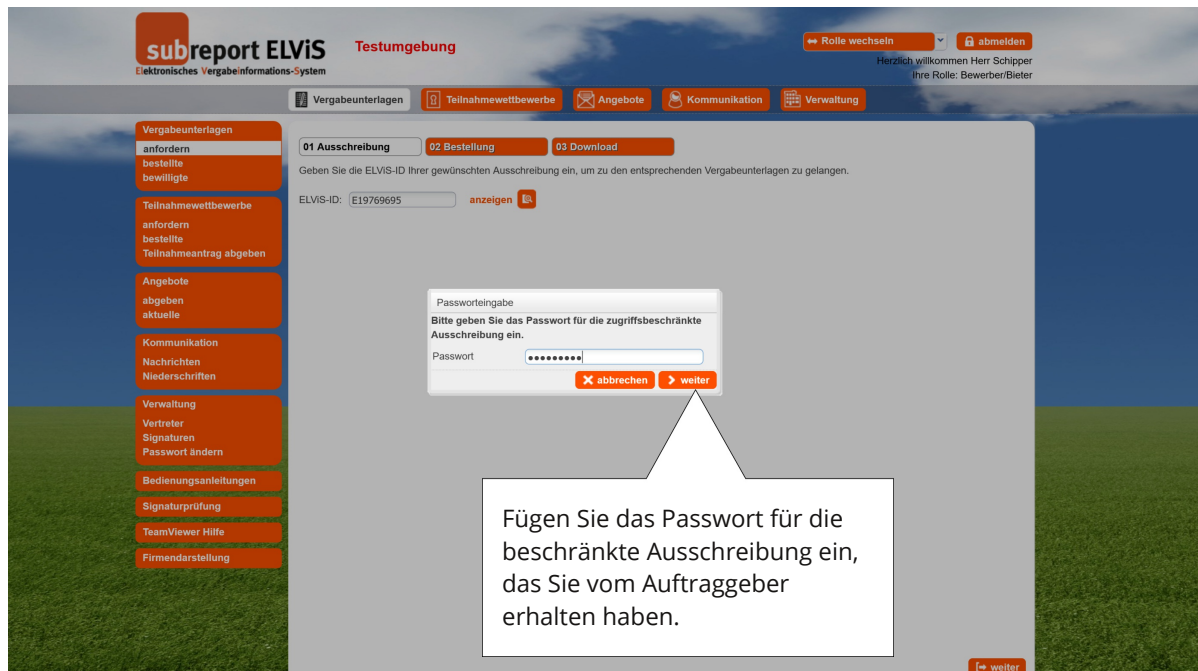 subreport ELViS
Elektronisches Vergabeinformations-System
Testumgebung
Rolle wechseln
abmelden
Herzlich willkommen Herr Schipper
Ihre Rolle: Bewerber/Bieter
Vergabeunterlagen
Teilnahmewettbewerbe
Angebote
Kommunikation
Verwaltung
Vergabeunterlagen
anfordern
bestellte
bewilligte
Teilnahmewettbewerbe
anfordern
bestellte
Teilnahmeantrag abgeben
Angebote
abgeben
aktuelle
Kommunikation
Nachrichten
Niederschriften
Verwaltung
Vertreter
Signaturen
Passwort ändern
Bedienungsanleitungen
Signaturprüfung
TeamViewer Hilfe
Firmendarstellung
01 Ausschreibung
02 Bestellung
03 Download
Geben Sie die ELViS-ID Ihrer gewünschten Ausschreibung ein, um zu den entsprechenden Vergabeunterlagen zu gelangen.
ELViS-ID: E19769695 anzeigen
Passworteingabe
Bitte geben Sie das Passwort für die zugriffsbeschränkte
Ausschreibung ein.
Passwort •••••••••
abbrechen
weiter
Fügen Sie das Passwort für die
beschränkte Ausschreibung ein,
das Sie vom Auftraggeber
erhalten haben.
weiter